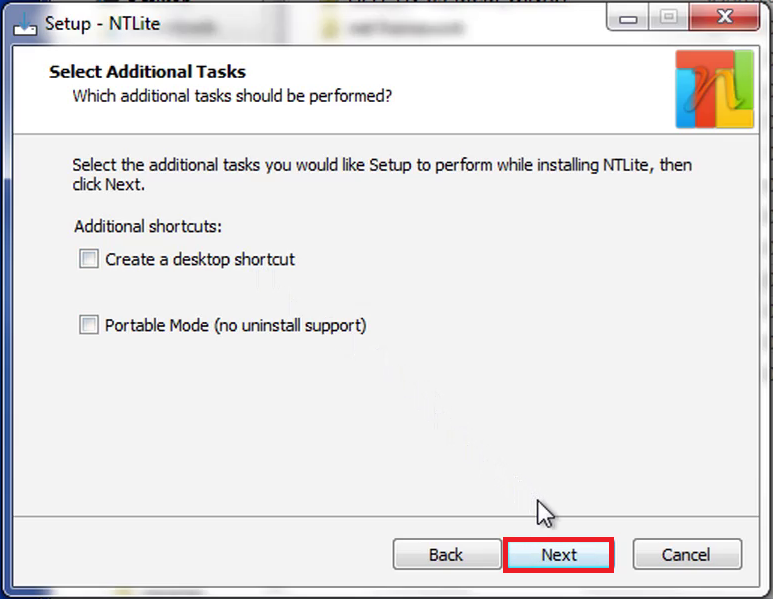 Setup - NTLite
Select Additional Tasks
Which additional tasks should be performed?
Select the additional tasks you would like Setup to perform while installing NTLite, then
click Next.
Additional shortcuts:
Create a desktop shortcut
Portable Mode (no uninstall support)
Back
Next
Cancel